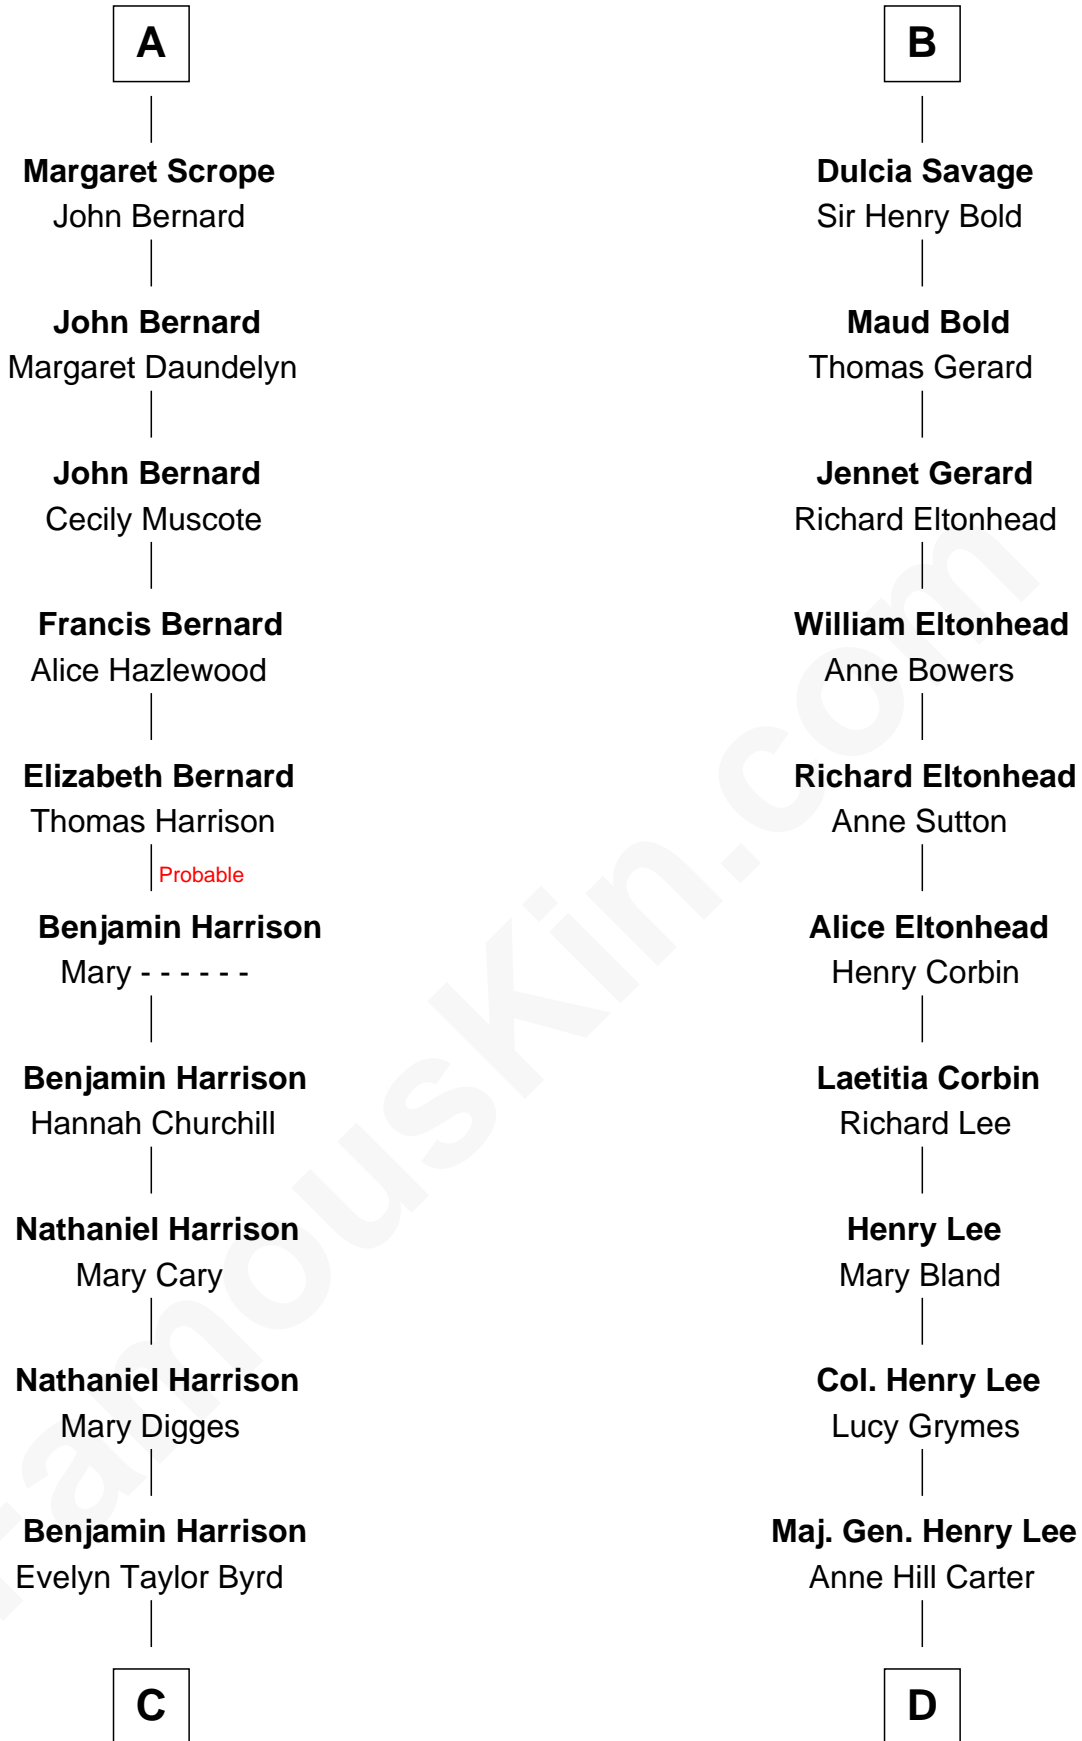 A
Margaret Scrope
John Bernard
John Bernard
Margaret Daundelyn
John Bernard
Cecily Muscote
Francis Bernard
Alice Hazlewood
Elizabeth Bernard
Thomas Harrison
Probable
Benjamin Harrison
Mary - - - - - -
Benjamin Harrison
Hannah Churchill
Nathaniel Harrison
Mary Cary
Nathaniel Harrison
Mary Digges
Benjamin Harrison
Evelyn Taylor Byrd
C
B
Dulcia Savage
Sir Henry Bold
Maud Bold
Thomas Gerard
Jennet Gerard
Richard Eltonhead
William Eltonhead
Anne Bowers
Richard Eltonhead
Anne Sutton
Alice Eltonhead
Henry Corbin
Laetitia Corbin
Richard Lee
Henry Lee
Mary Bland
Col. Henry Lee
Lucy Grymes
Maj. Gen. Henry Lee
Anne Hill Carter
D
FamousKin.com